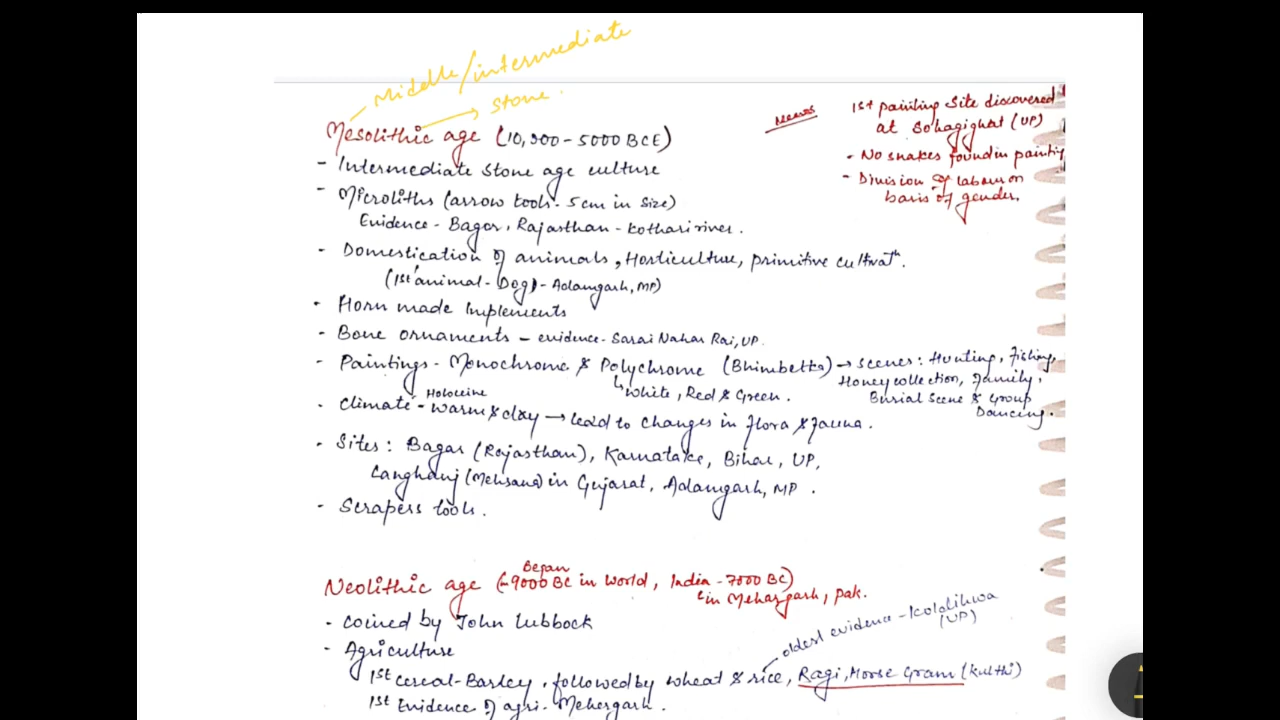 Middle/intermediate
stone.
Mesolithic age (10,000-5000 BCE)
- Intermediate stone age culture
- Microliths (arrow tools- 5cm in size)
Evidence - Bagor, Rajasthan - Kothari river.
- Domestication of animals, Horticulture, primitive cultivatn.
(1st animal- Dog) - Adamgarh, MP)
- Horn made Implements
- Bone ornaments - evidence- Sarai Nahar Rai, UP.
- Paintings - Monochrome & Polychrome (Bhimbetka) → scenes: Hunting, Fishing,
Honey collection, Family,
Burial Scene & Group
Dancing.
White, Red & Green.
Holocene
- Climate - warm & dry → lead to changes in flora & fauna.
- Sites: Bagor (Rajasthan), Karnataka, Bihar, UP,
Langhanj (Mehsana) in Gujarat, Adamgarh, MP.
- Scrapers tools.
News
1st painting site discovered
at Sohagighat (UP)
- No snakes found in painting
- Division of labour on
basis of gender.
Began
Neolithic age (~9000 BC in world, India - 7000 BC)
in Mehargarh, Pak.
- coined by John Lubbock
oldest evidence - Koldihwa
(UP)
- Agriculture
1st cereal- Barley, followed by wheat & rice, Ragi, Horse Gram (Kulthi)
1st Evidence of agri- Mehergarh.